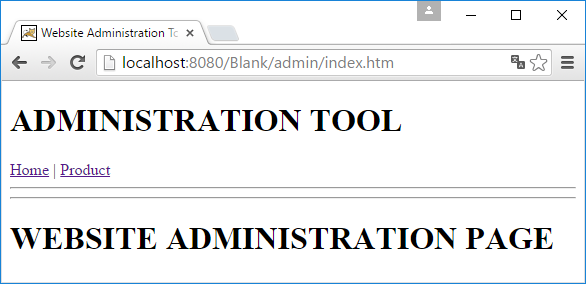 Website Administration To
localhost:8080/Blank/admin/index.htm
ADMINISTRATION TOOL
Home | Product
WEBSITE ADMINISTRATION PAGE